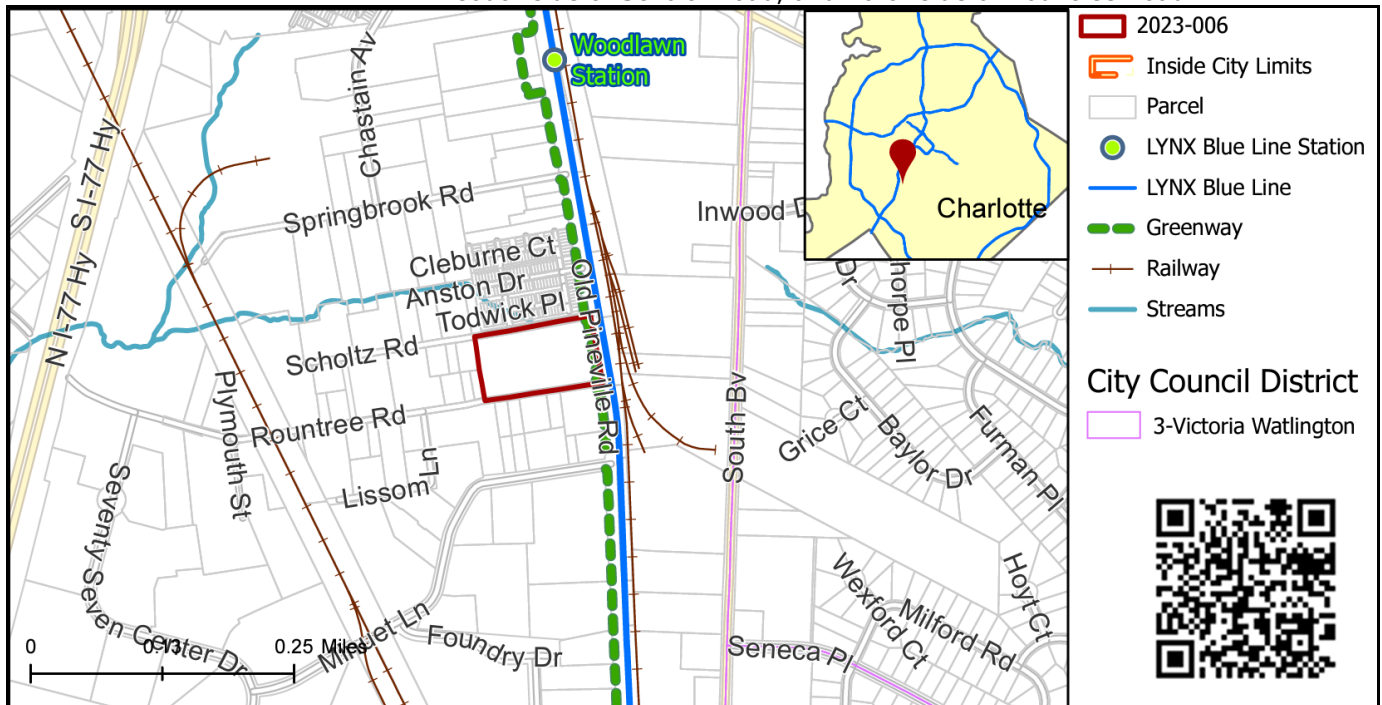 Woodlawn
Station
Chastain Av
N I-77 Hy
S I-77 Hy
Springbrook Rd
Inwood D
Cleburne Ct
Anston Dr
Todwick Pl
Old Pineville Rd
Scholtz Rd
Rountree Rd
Plymouth St
Lissom
Ln
South Bv
Dr
horpe Pl
Grice Ct
Baylor Dr
Furman Pl
Seventy Seven Center Dr
Minuet Ln
Foundry Dr
Wexford Ct
Milford Rd
Hoyt Ct
Seneca Pl
0
0.13
0.25 Miles
Charlotte
2023-006
Inside City Limits
Parcel
LYNX Blue Line Station
LYNX Blue Line
Greenway
Railway
Streams
City Council District
3-Victoria Watlington